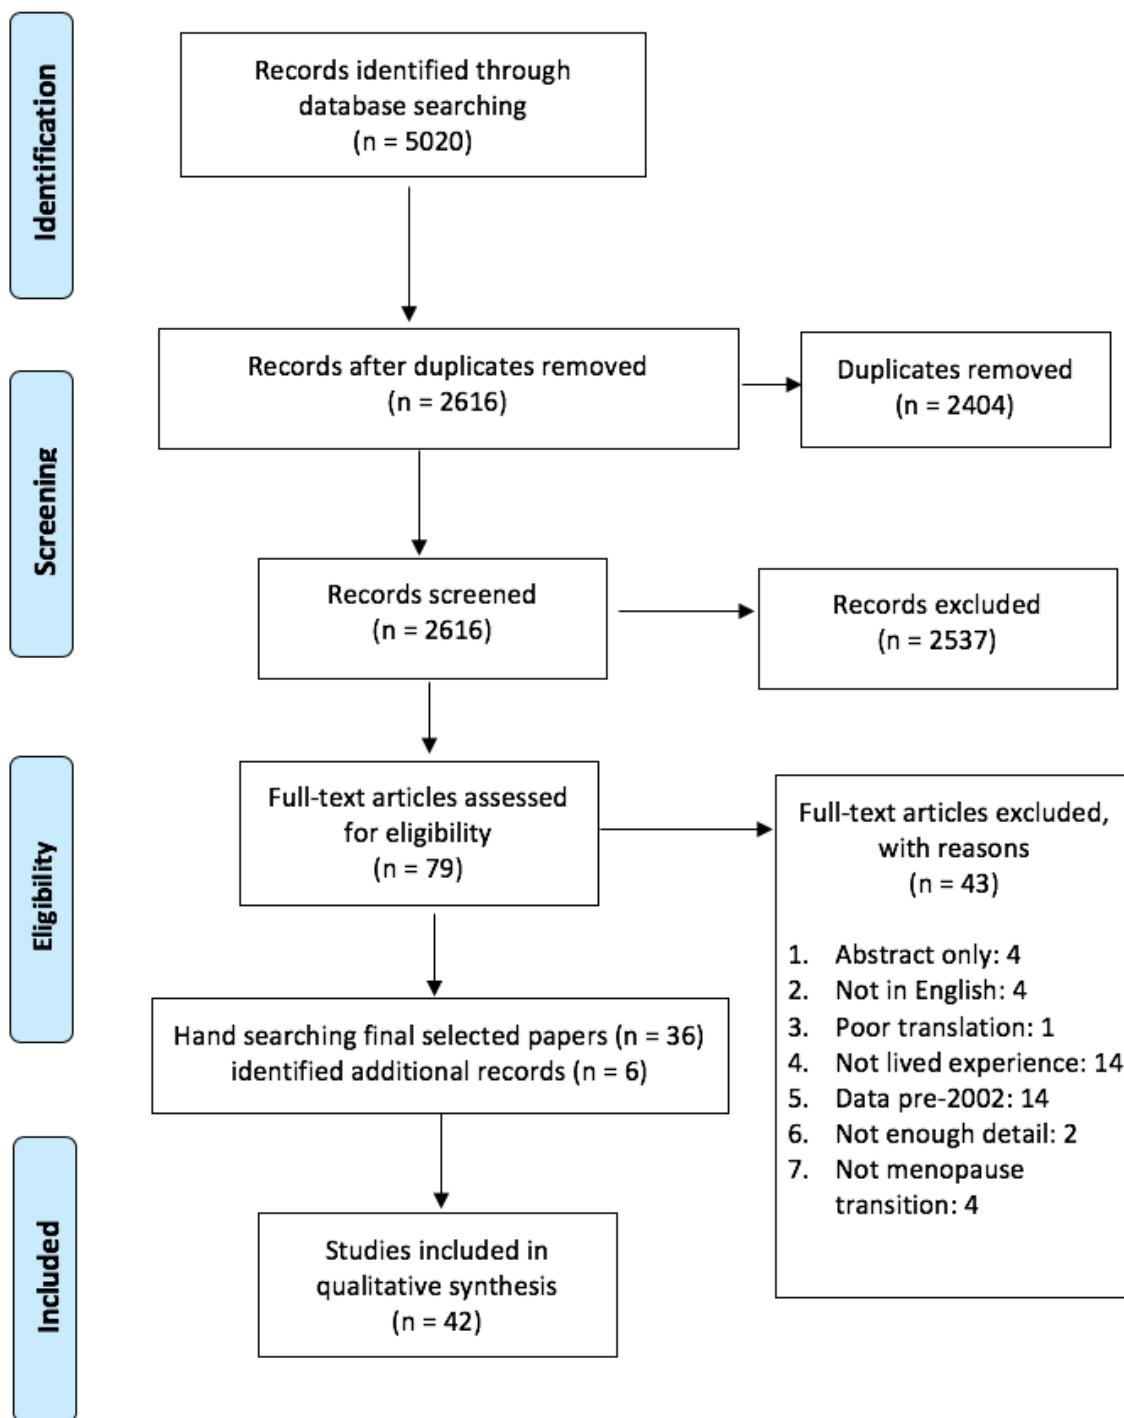 Identification
Records identified through
database searching
(n = 5020)
Records after duplicates removed
(n = 2616)
Duplicates removed
(n = 2404)
Screening
Records screened
(n = 2616)
Records excluded
(n = 2537)
Eligibility
Full-text articles assessed
for eligibility
(n = 79)
Full-text articles excluded,
with reasons
(n = 43)
1. Abstract only: 4
2. Not in English: 4
3. Poor translation: 1
4. Not lived experience: 14
5. Data pre-2002: 14
6. Not enough detail: 2
7. Not menopause
transition: 4
Hand searching final selected papers (n = 36)
identified additional records (n = 6)
Included
Studies included in
qualitative synthesis
(n = 42)